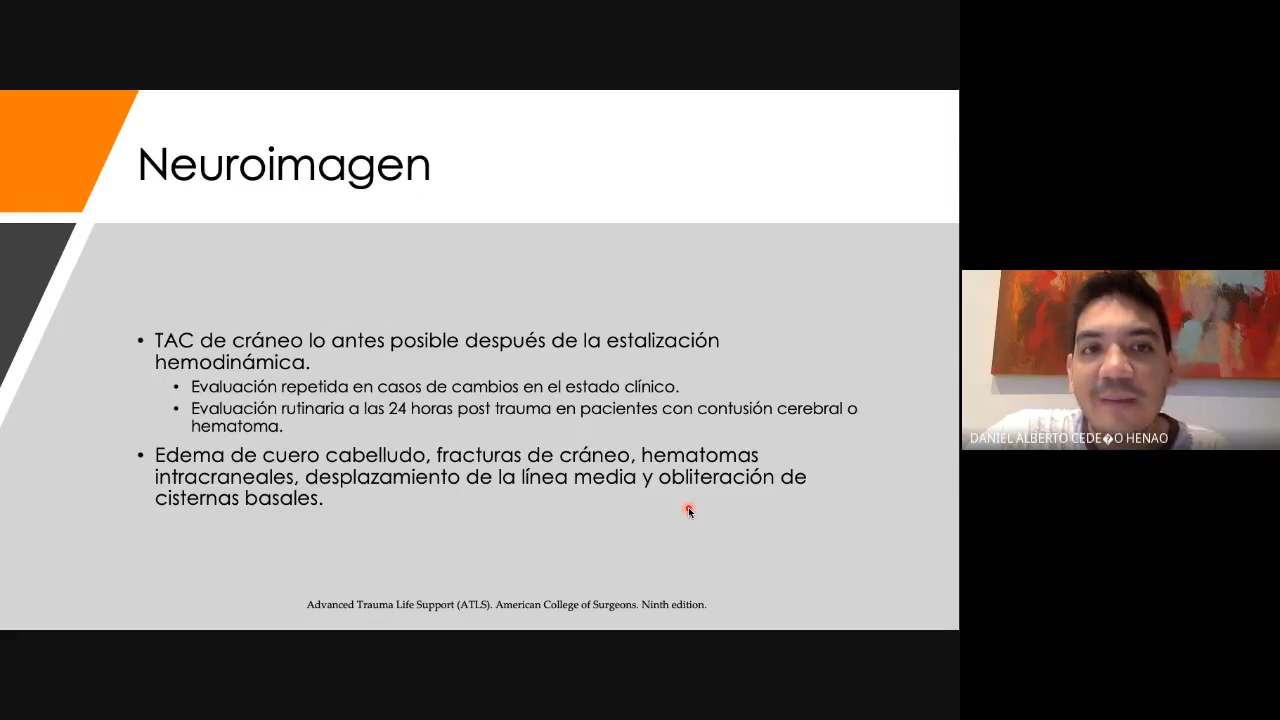 Neuroimagen
• TAC de cráneo lo antes posible después de la estalización
hemodinámica.
• Evaluación repetida en casos de cambios en el estado clínico.
• Evaluación rutinaria a las 24 horas post trauma en pacientes con contusión cerebral o
hematoma.
• Edema de cuero cabelludo, fracturas de cráneo, hematomas
intracraneales, desplazamiento de la línea media y obliteración de
cisternas basales.
Advanced Trauma Life Support (ATLS). American College of Surgeons. Ninth edition.
DANIEL ALBERTO CEDE�O HENAO